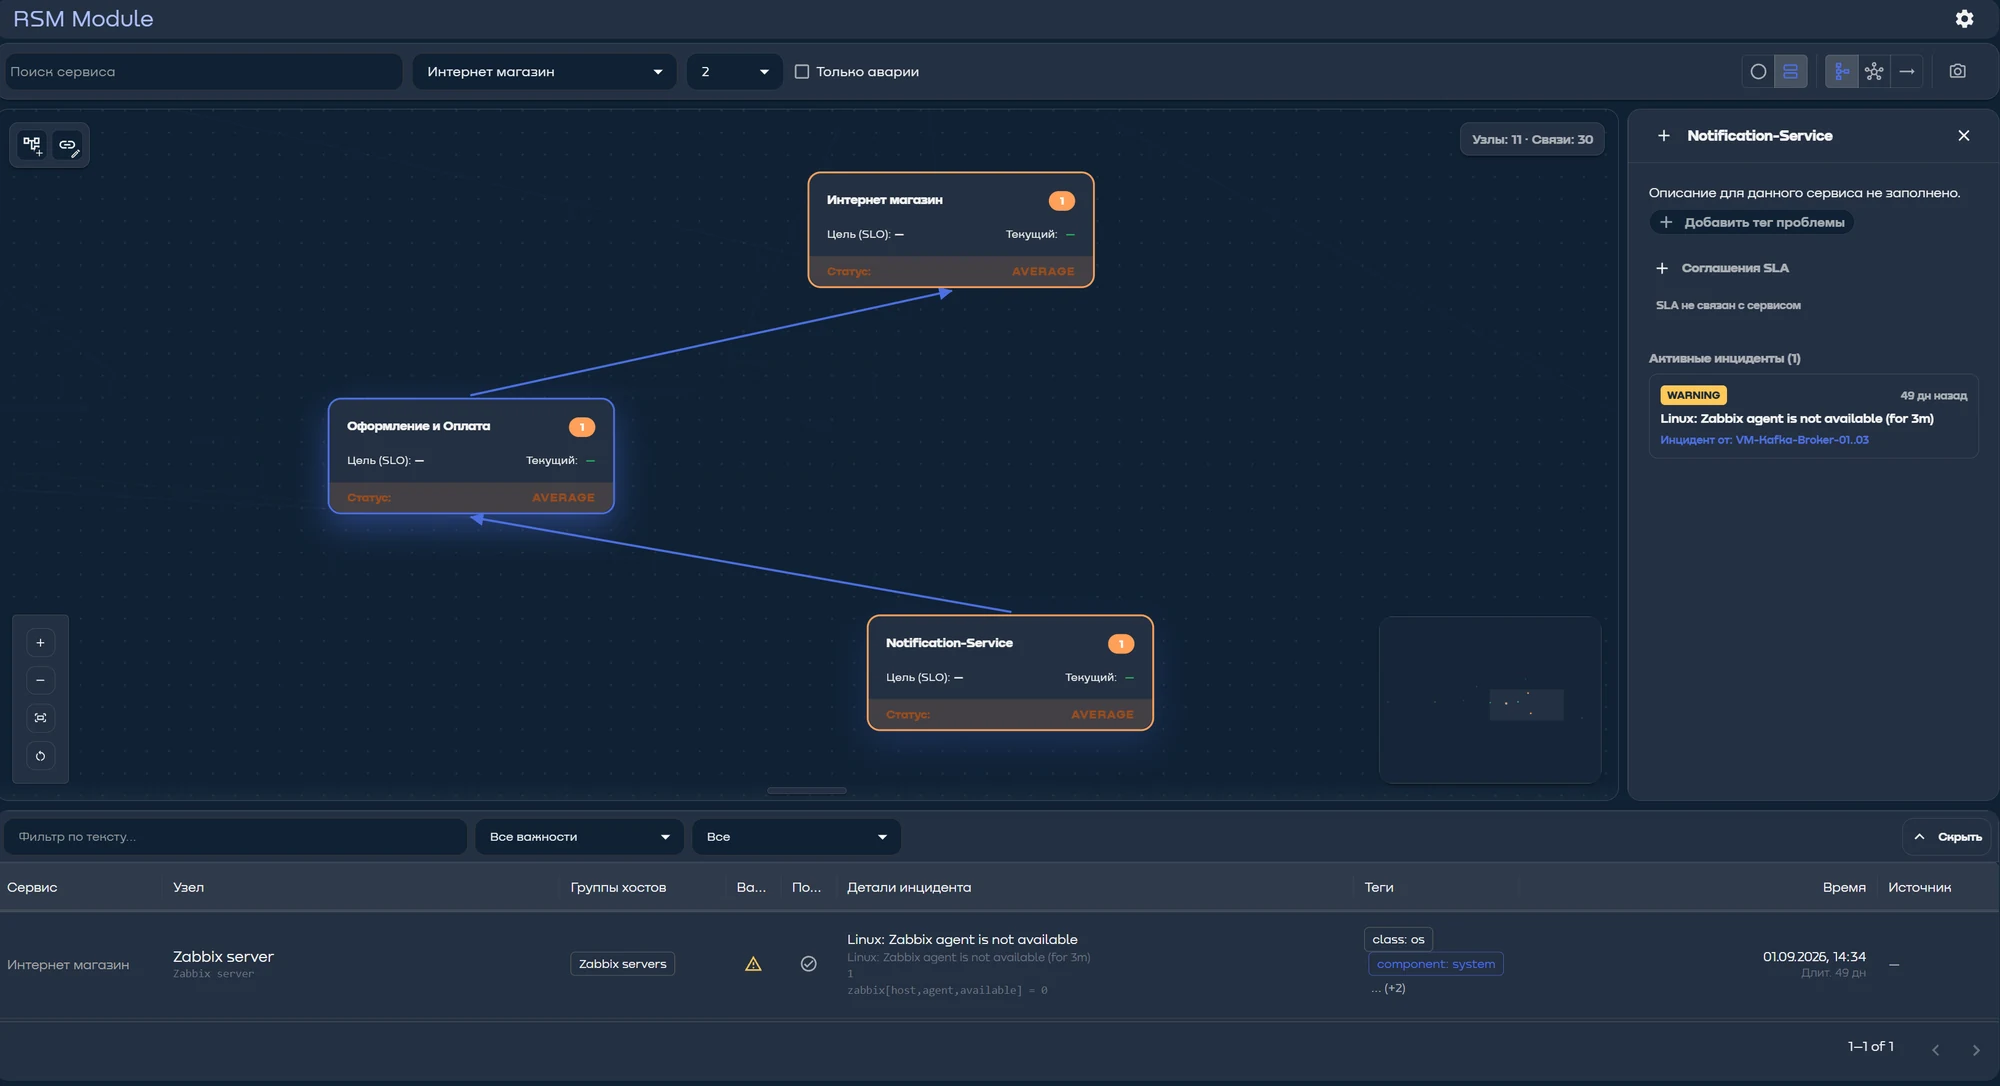 RSM Module
Поиск сервиса
Интернет магазин
2
Только аварии
Узлы: 11 · Связи: 30
Интернет магазин
1
Цель (SLO): —
Текущий: —
Статус:
AVERAGE
Оформление и Оплата
1
Цель (SLO): —
Текущий: —
Статус:
AVERAGE
Notification-Service
1
Цель (SLO): —
Текущий: —
Статус:
AVERAGE
Notification-Service
Описание для данного сервиса не заполнено.
Добавить тег проблемы
Соглашения SLA
SLA не связан с сервисом
Активные инциденты (1)
WARNING
49 дн назад
Linux: Zabbix agent is not available (for 3m)
Инцидент от: VM-Kafka-Broker-01..03
Фильтр по тексту...
Все важности
Все
Скрыть
Сервис
Узел
Группы хостов
Ва...
По...
Детали инцидента
Теги
Время
Источник
Интернет магазин
Zabbix server
Zabbix server
Zabbix servers
Linux: Zabbix agent is not available
Linux: Zabbix agent is not available (for 3m)
1
zabbix[host,agent,available] = 0
class: os
component: system
... (+2)
01.09.2026, 14:34
Длит. 49 дн
—
1–1 of 1